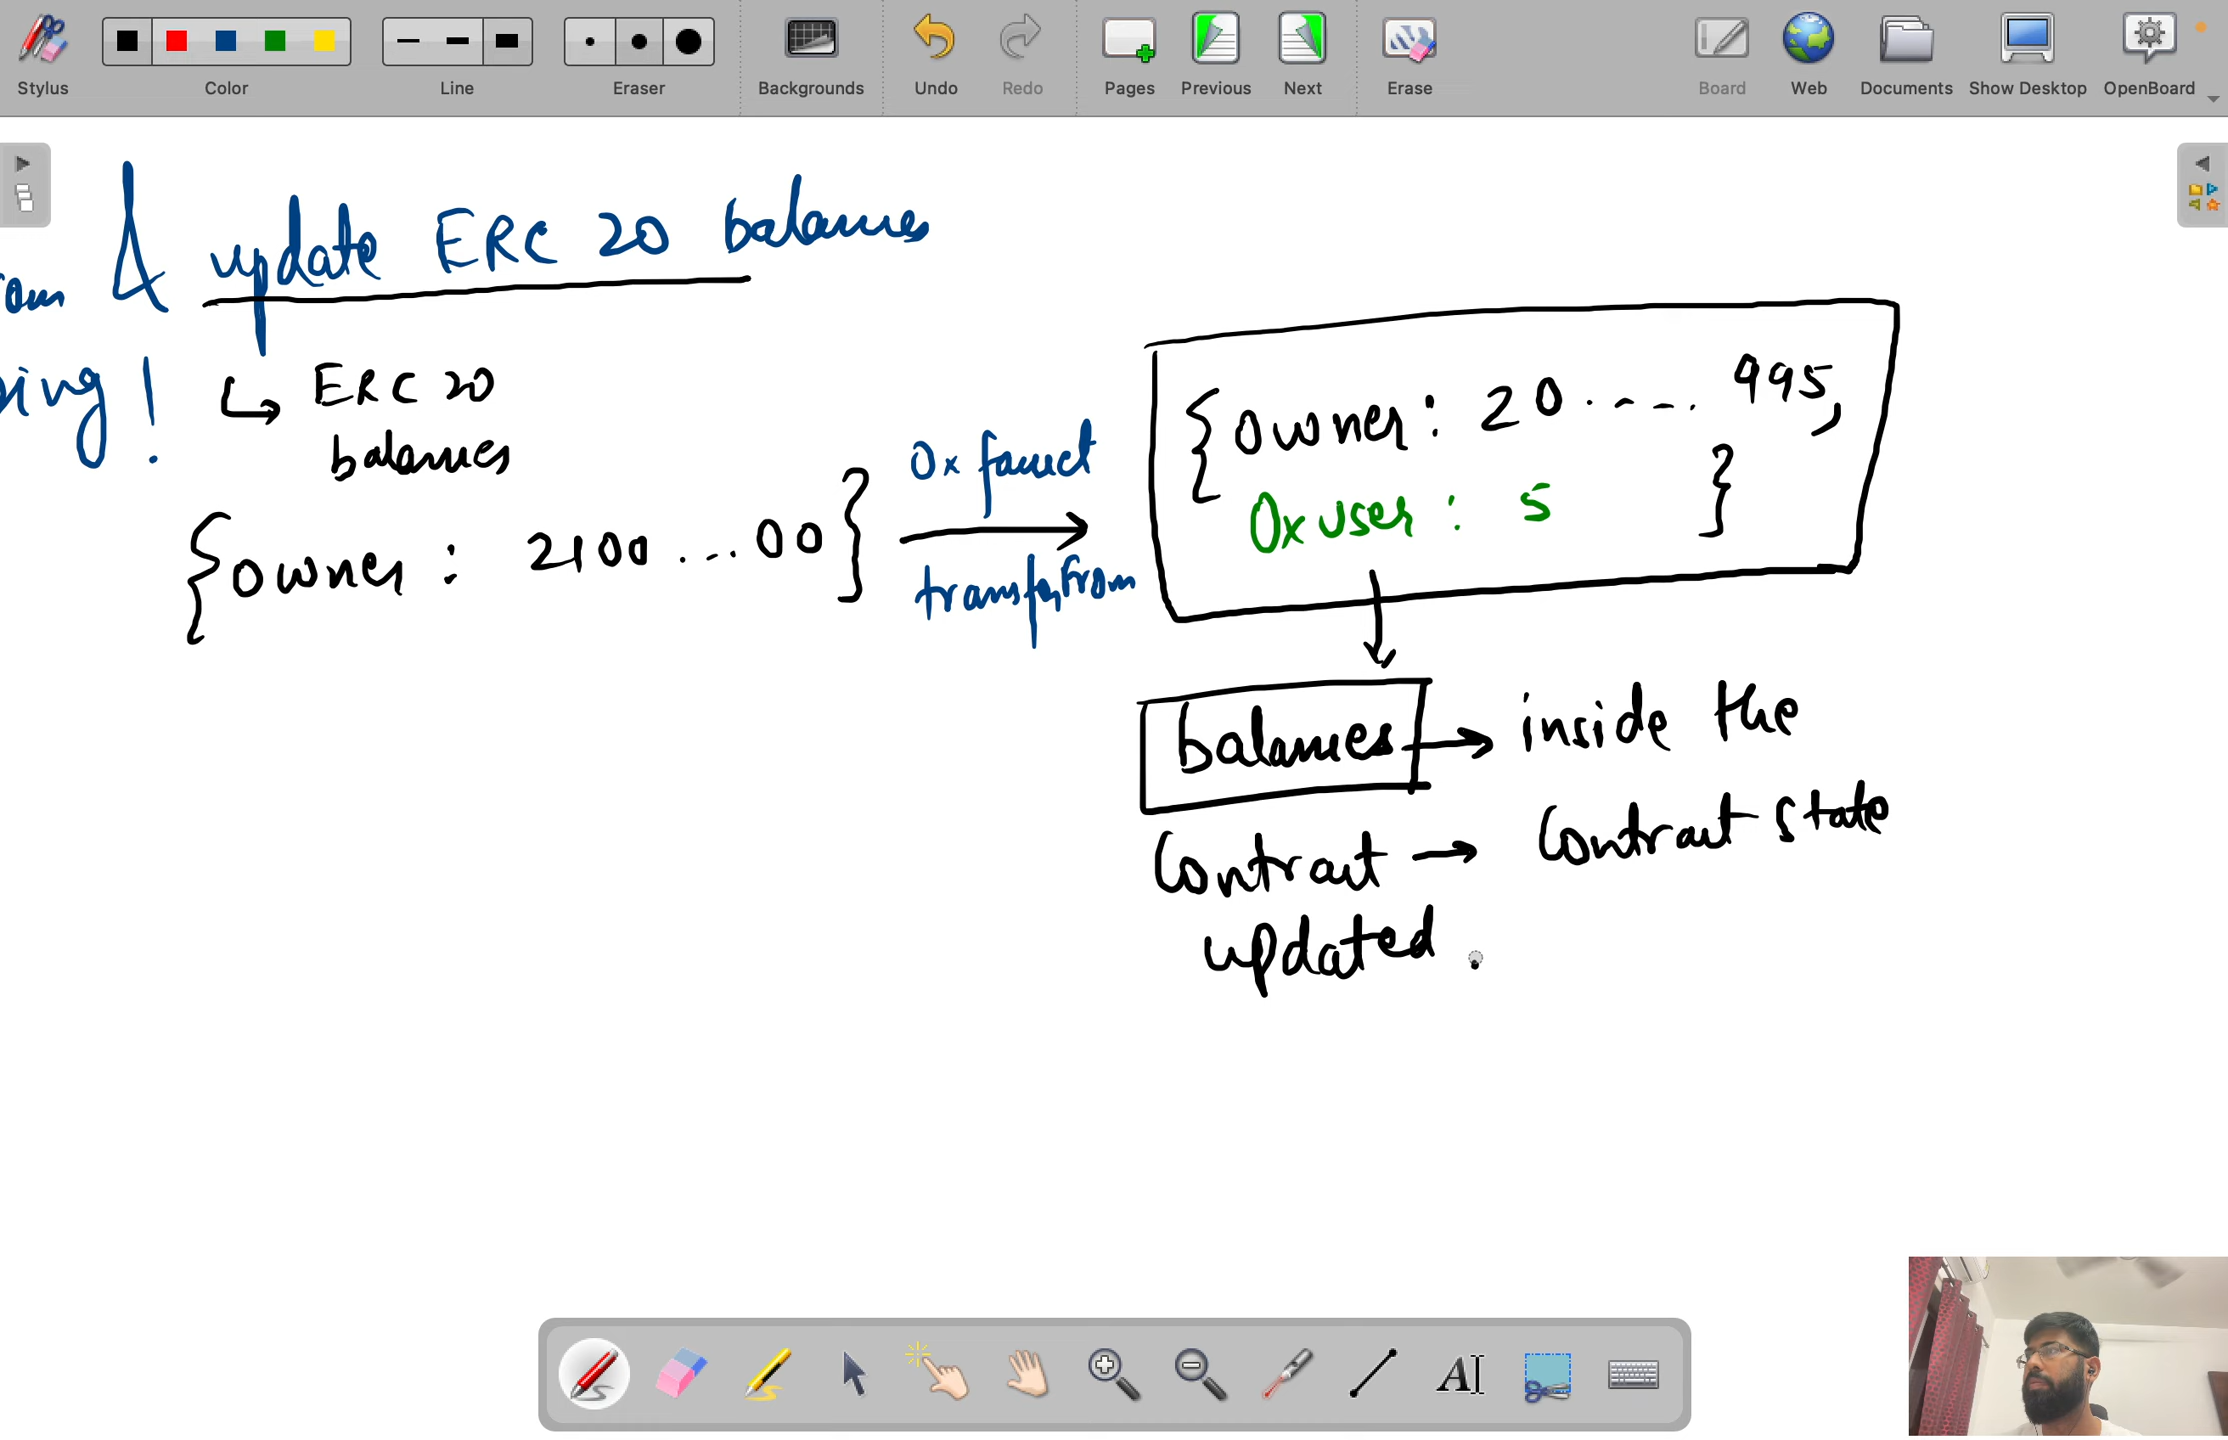 Stylus Color Line Eraser Backgrounds Undo Redo Pages Previous Next Erase Board Web Documents Show Desktop OpenBoard
& update ERC 20 balances
ERC 20
balances
{owner : 2100 ... 00}
0x faucet
transferFrom
{owner : 20 ..... 995,
0x user : 5 }
balances → inside the
Contract → Contract state
updated .
AI